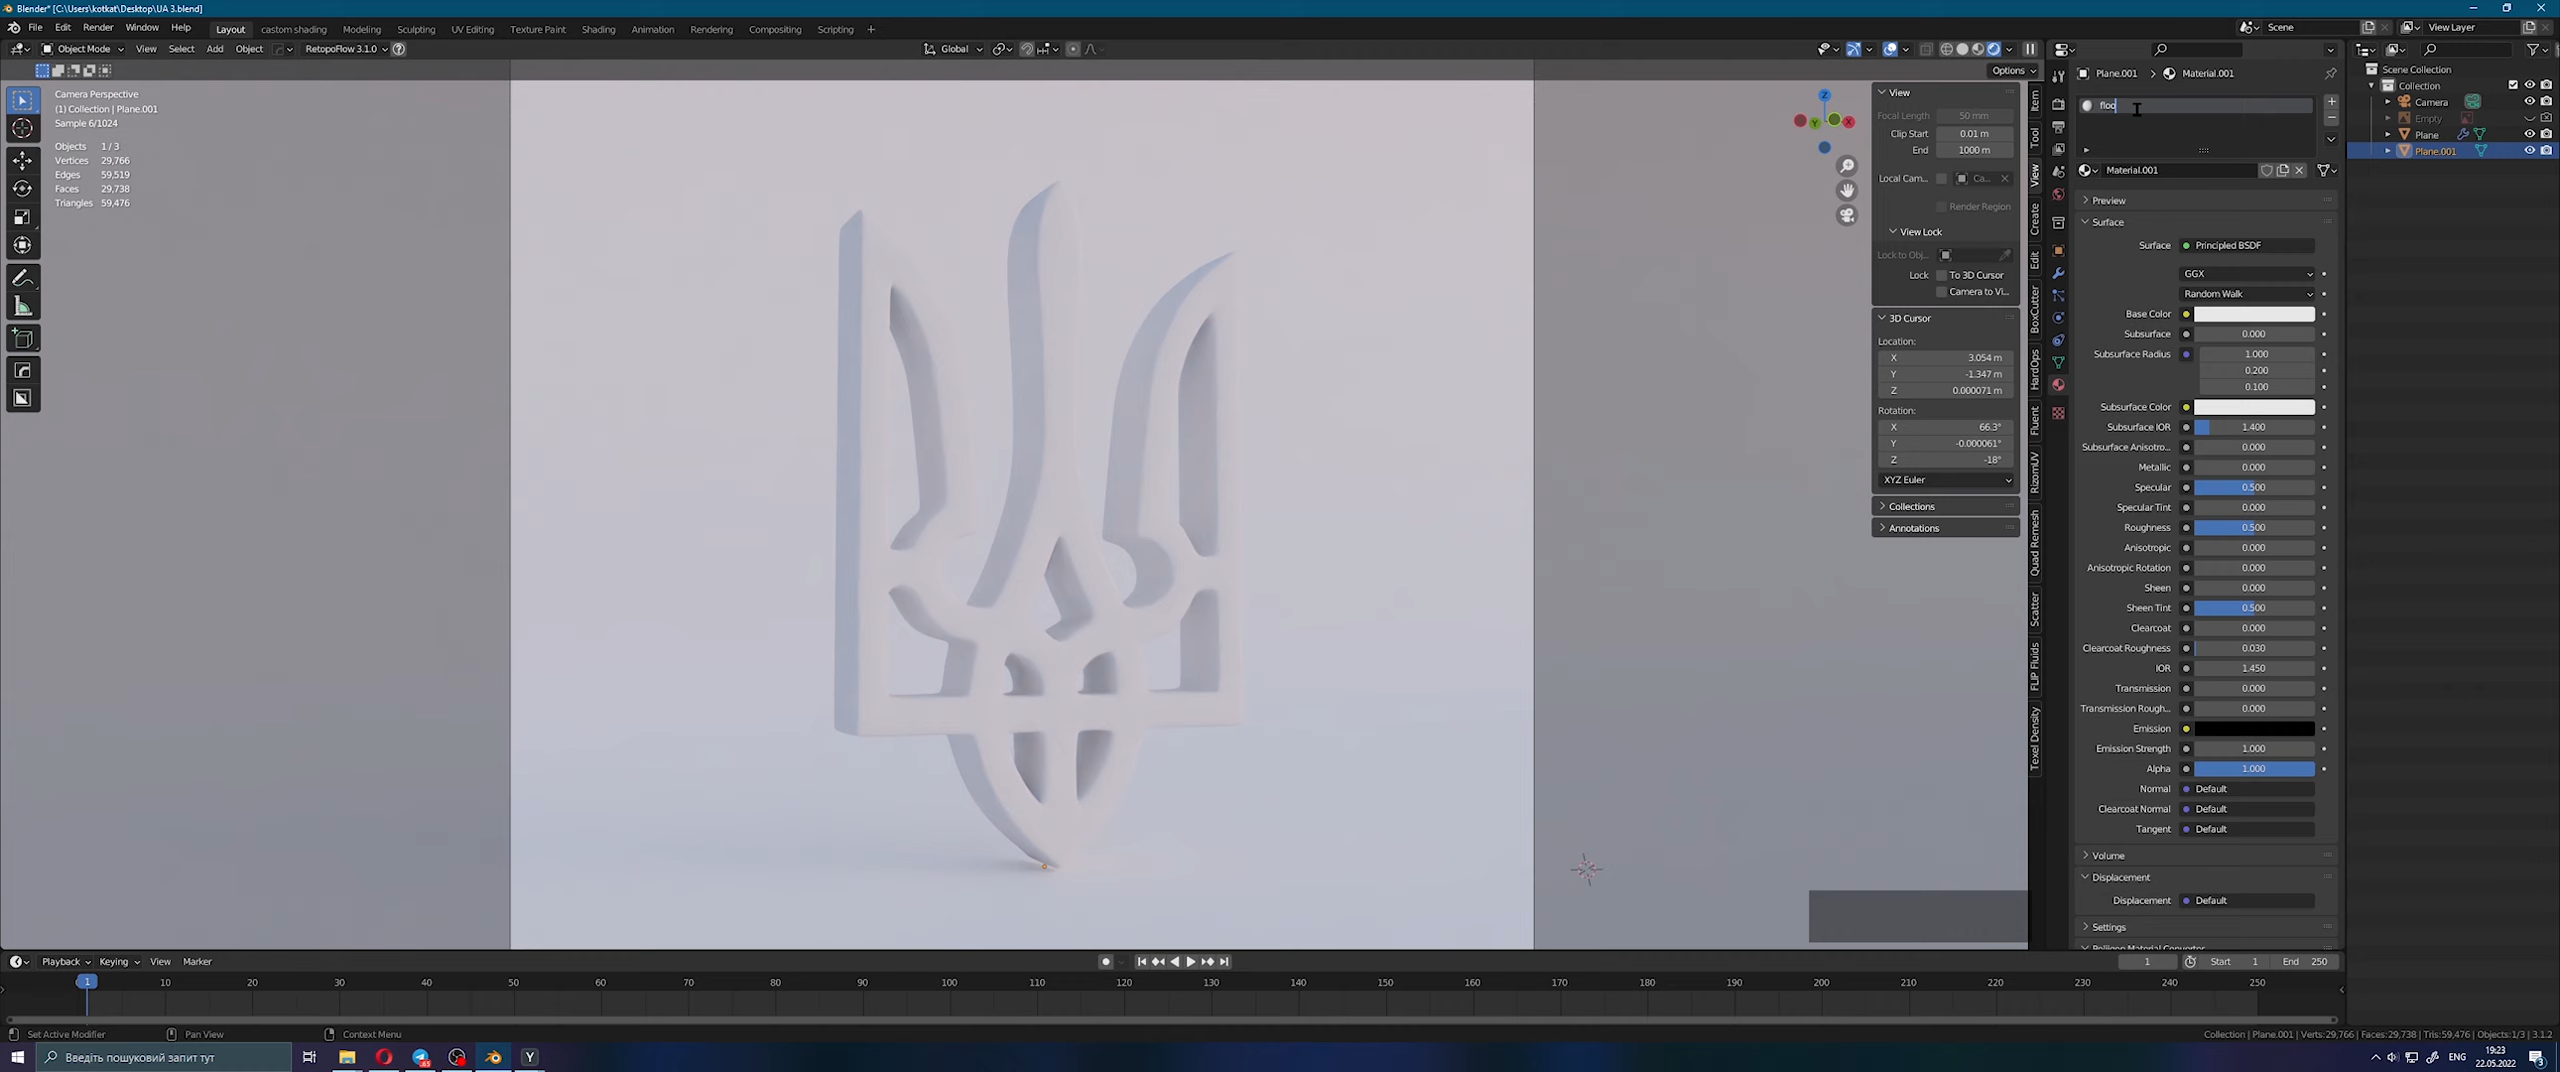 Blender* [C:\Users\kotkat\Desktop\UA 3.blend]
File Edit Render Window Help
Layout custom shading Modeling Sculpting UV Editing Texture Paint Shading Animation Rendering Compositing Scripting +
Scene
View Layer
Object Mode View Select Add Object RetopoFlow 3.1.0 ?
Global
Options
Camera Perspective
(1) Collection | Plane.001
Sample 6/1024
Objects 1 / 3
Vertices 29,766
Edges 59,519
Faces 29,738
Triangles 59,476
Z
Y
X
View
Focal Length 50 mm
Clip Start 0.01 m
End 1000 m
Local Cam... Ca...
Render Region
View Lock
Lock to Obj...
Lock To 3D Cursor
Camera to Vi...
3D Cursor
Location:
X 3.054 m
Y -1.347 m
Z 0.000071 m
Rotation:
X 66.3°
Y -0.000061°
Z -18°
XYZ Euler
Collections
Annotations
Item
Tool
View
Create
Edit
BoxCutter
HardOps
Fluent
RizomUV
Quad Remesh
Scatter
FLIP Fluids
Texel Density
Plane.001 > Material.001
floo
Material.001
Preview
Surface
Surface Principled BSDF
GGX
Random Walk
Base Color
Subsurface 0.000
Subsurface Radius 1.000
0.200
0.100
Subsurface Color
Subsurface IOR 1.400
Subsurface Anisotro... 0.000
Metallic 0.000
Specular 0.500
Specular Tint 0.000
Roughness 0.500
Anisotropic 0.000
Anisotropic Rotation 0.000
Sheen 0.000
Sheen Tint 0.500
Clearcoat 0.000
Clearcoat Roughness 0.030
IOR 1.450
Transmission 0.000
Transmission Rough... 0.000
Emission
Emission Strength 1.000
Alpha 1.000
Normal Default
Clearcoat Normal Default
Tangent Default
Volume
Displacement
Displacement Default
Settings
Poliigon Material Converter
Scene Collection
Collection
Camera
Empty
Plane
Plane.001
Playback Keying View Marker
1 Start 1 End 250
1 10 20 30 40 50 60 70 80 90 100 110 120 130 140 150 160 170 180 190 200 210 220 230 240 250
Set Active Modifier Pan View Context Menu
Collection | Plane.001 | Verts:29,766 | Faces:29,738 | Tris:59,476 | Objects:1/3 | 3.1.2
Введіть пошуковий запит тут
Y
ENG
19:23
22.05.2022
3